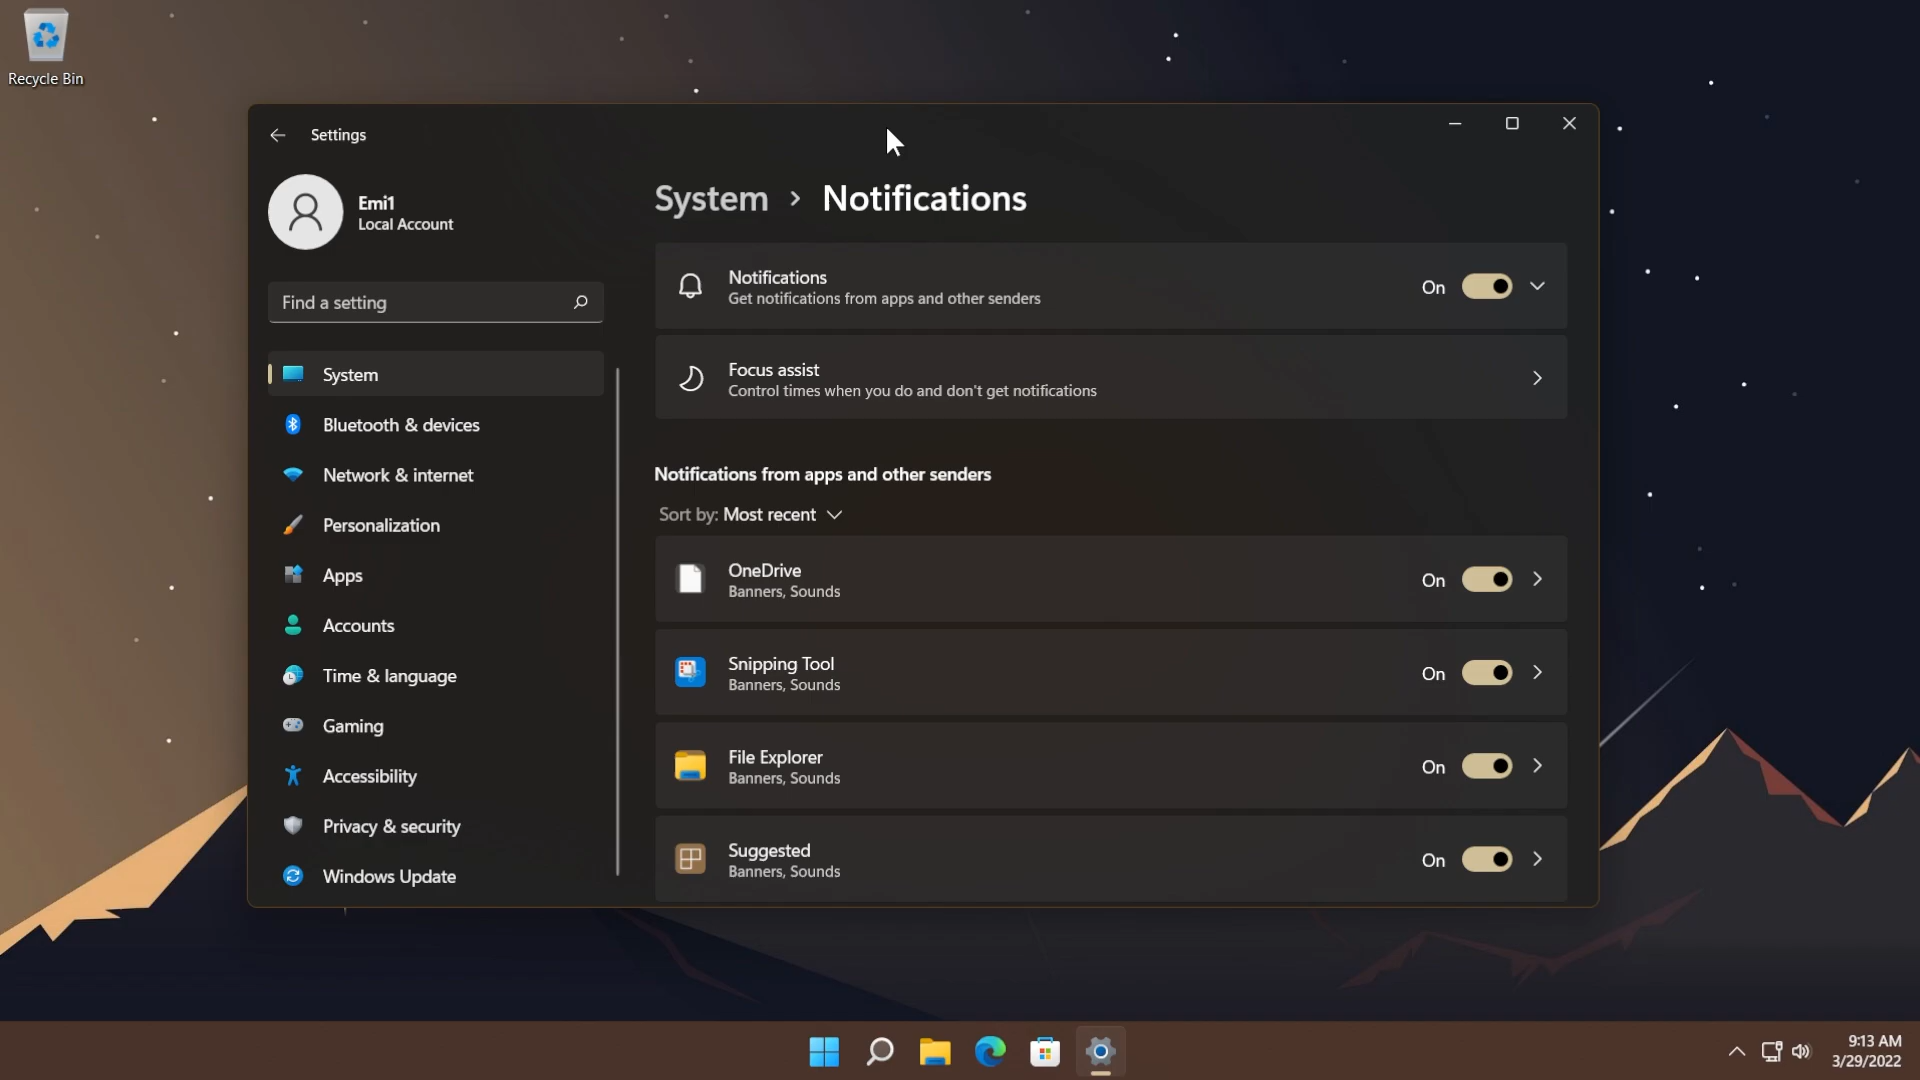 Recycle Bin
Settings
Emi1
Local Account
Find a setting
System
Bluetooth & devices
Network & internet
Personalization
Apps
Accounts
Time & language
Gaming
Accessibility
Privacy & security
Windows Update
System > Notifications
Notifications
Get notifications from apps and other senders
On
Focus assist
Control times when you do and don't get notifications
Notifications from apps and other senders
Sort by: Most recent
OneDrive
Banners, Sounds
On
Snipping Tool
Banners, Sounds
On
File Explorer
Banners, Sounds
On
Suggested
Banners, Sounds
On
9:13 AM
3/29/2022